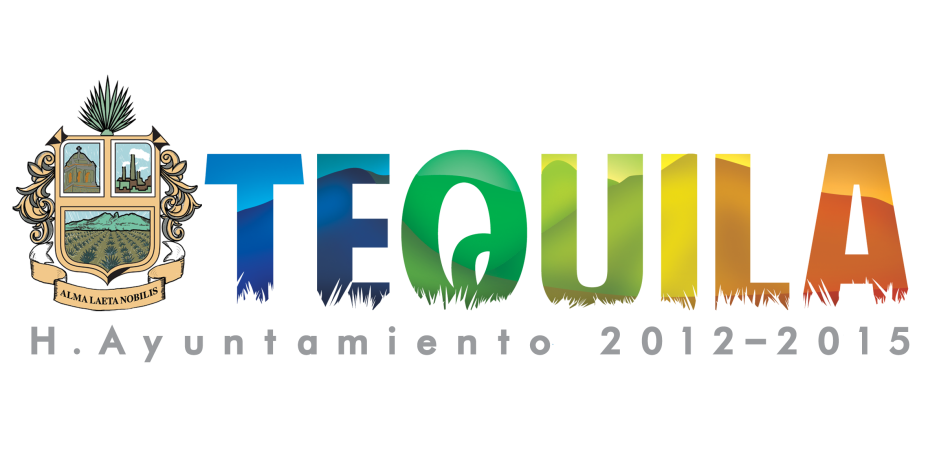 TEQUILA
ALMA LAETA NOBILIS
H. Ayuntamiento 2012-2015